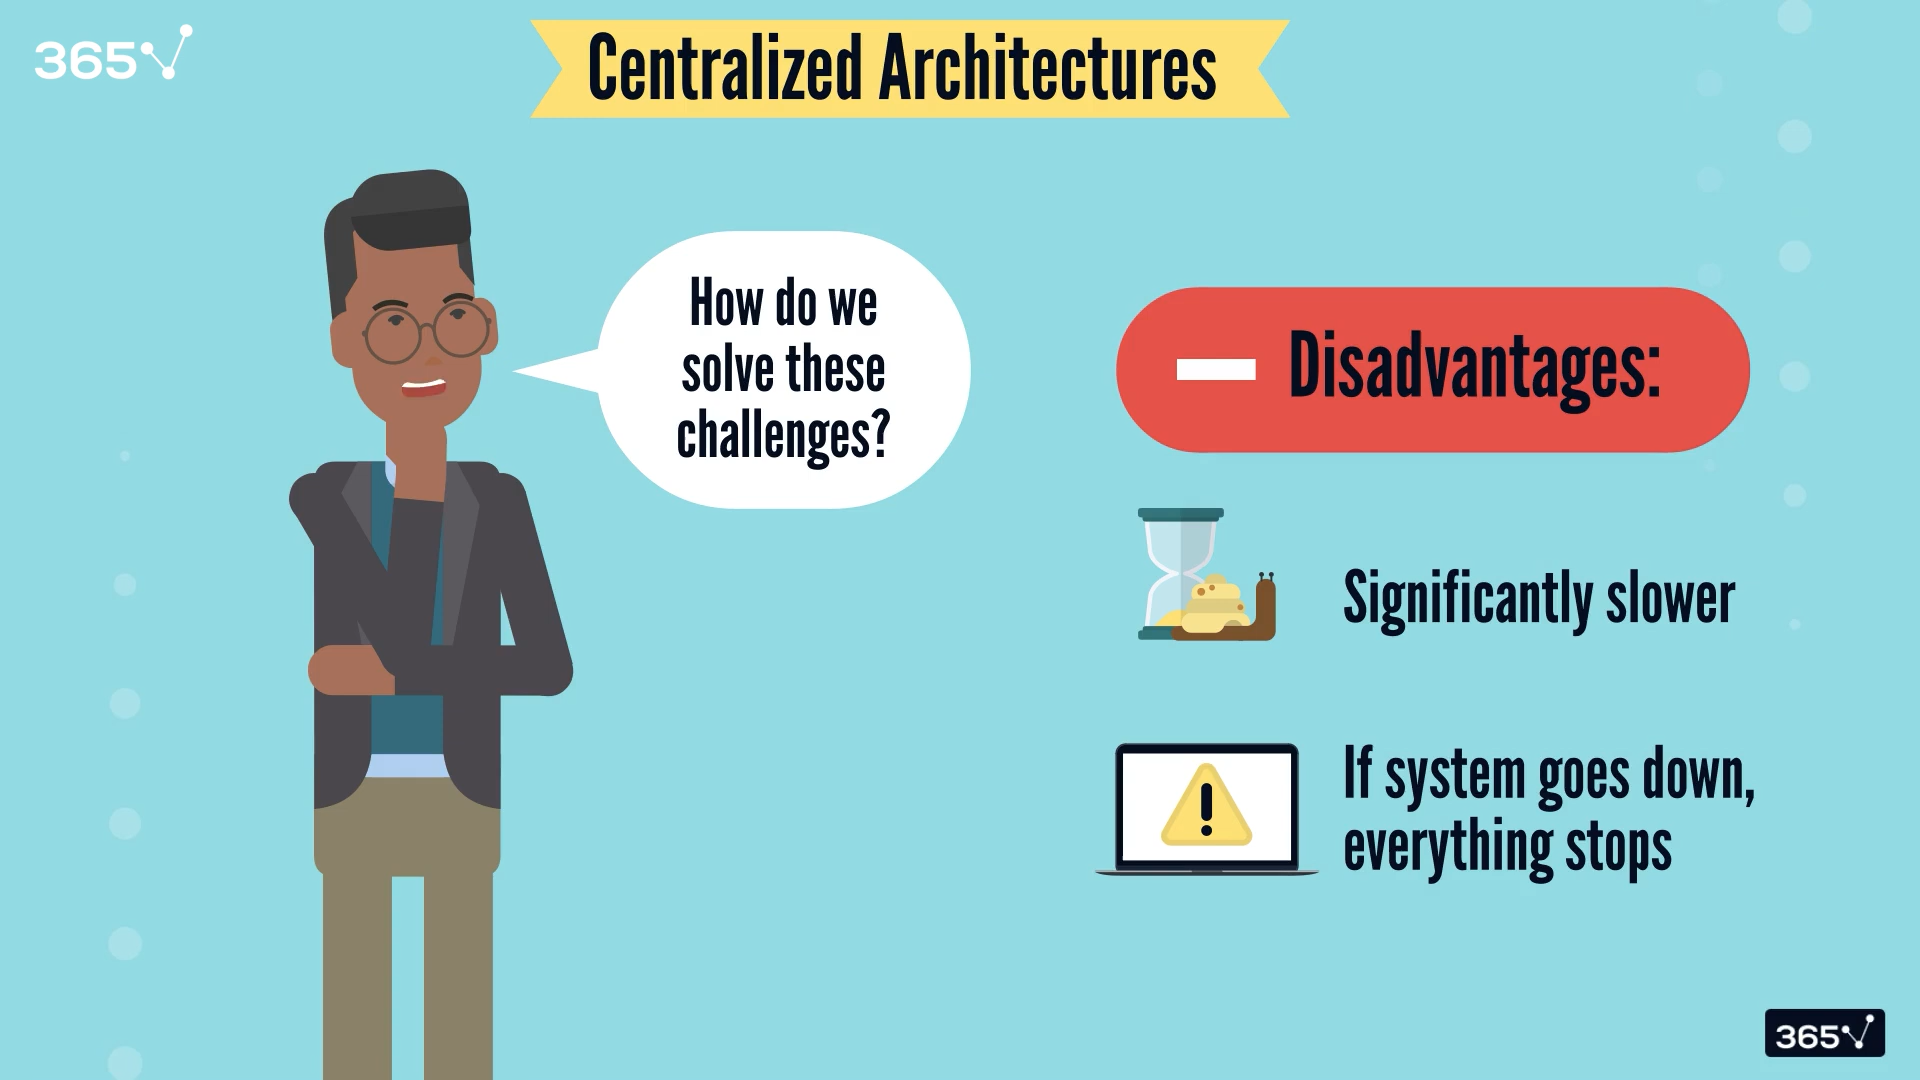 365
Centralized Architectures
How do we
solve these
challenges?
Disadvantages:
Significantly slower
If system goes down,
everything stops
365